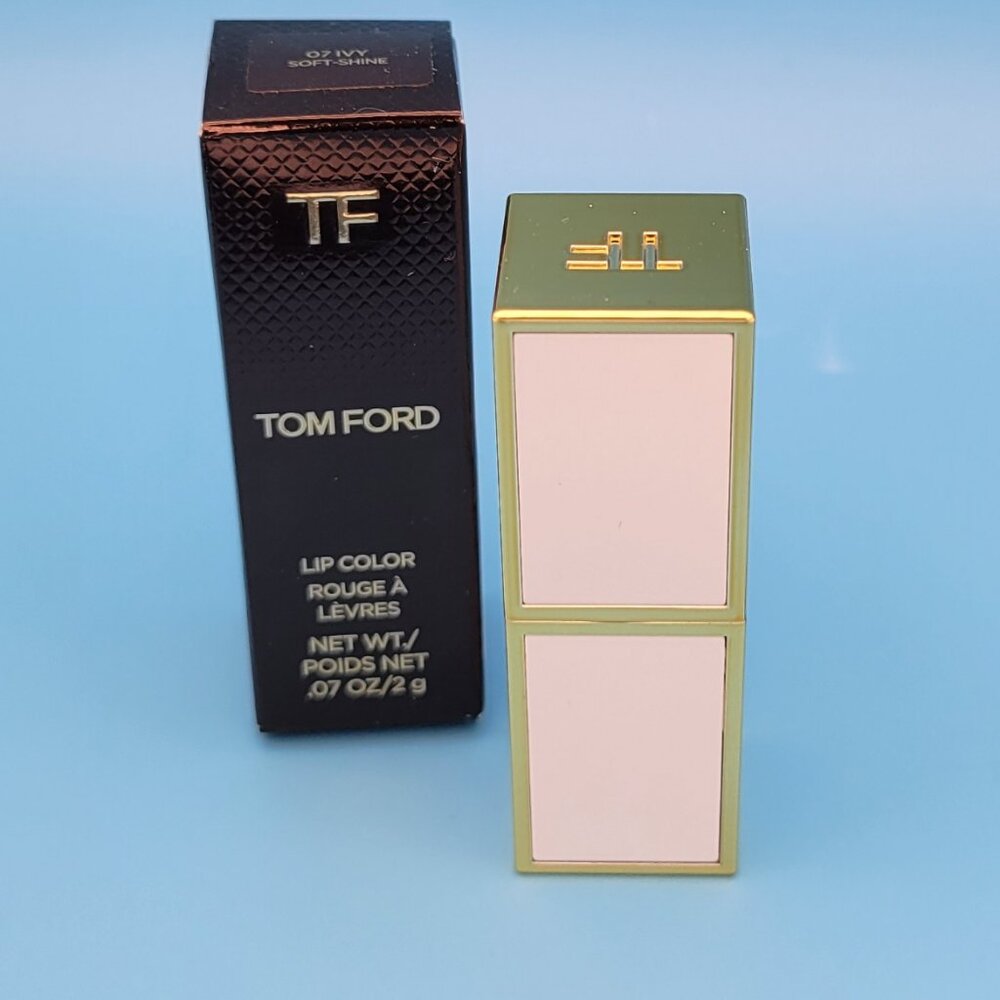 07 IVY
SOFT-SHINE
TF
TOM FORD
LIP COLOR
ROUGE À
LÈVRES
NET WT./
POIDS NET
.07 OZ/2 g
TF